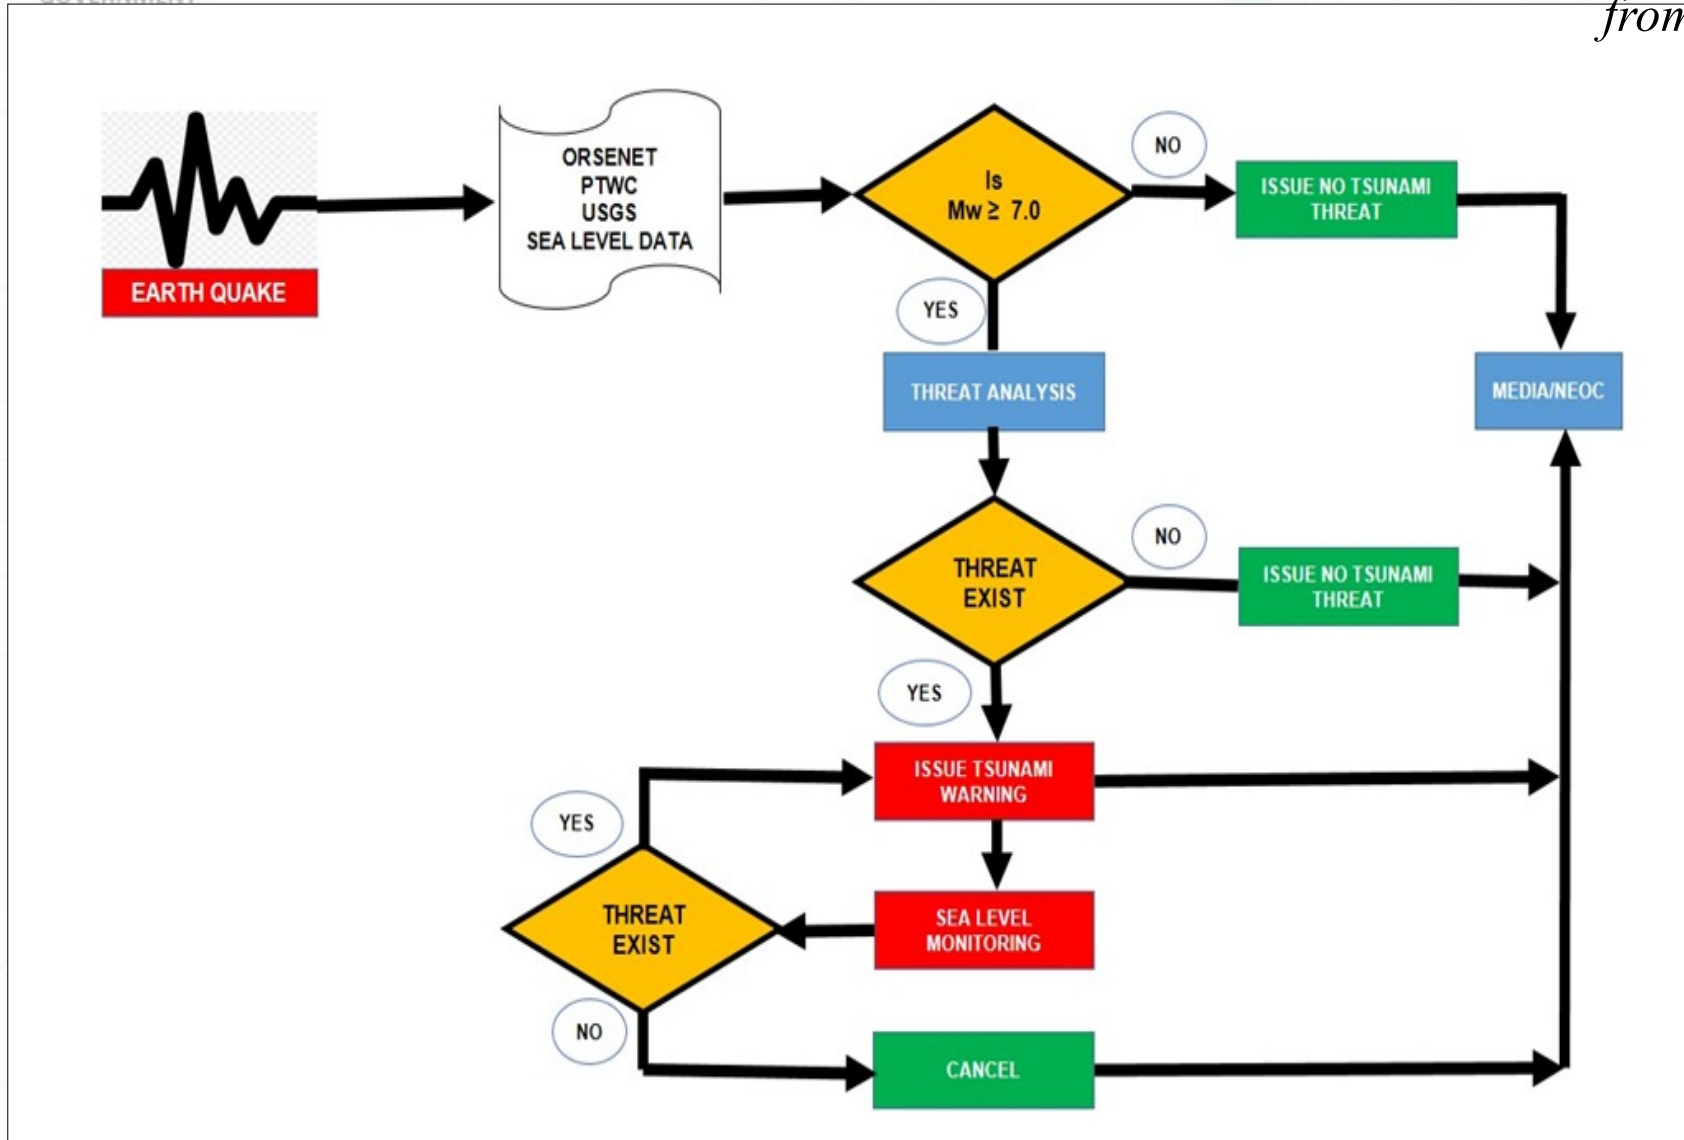 GOVERNMENT
from
ORSENET
PTWC
USGS
SEA LEVEL DATA
Is
Mw ≥ 7.0
NO
ISSUE NO TSUNAMI
THREAT
EARTH QUAKE
YES
THREAT ANALYSIS
MEDIA/NEOC
THREAT
EXIST
NO
ISSUE NO TSUNAMI
THREAT
YES
ISSUE TSUNAMI
WARNING
YES
THREAT
EXIST
SEA LEVEL
MONITORING
NO
CANCEL